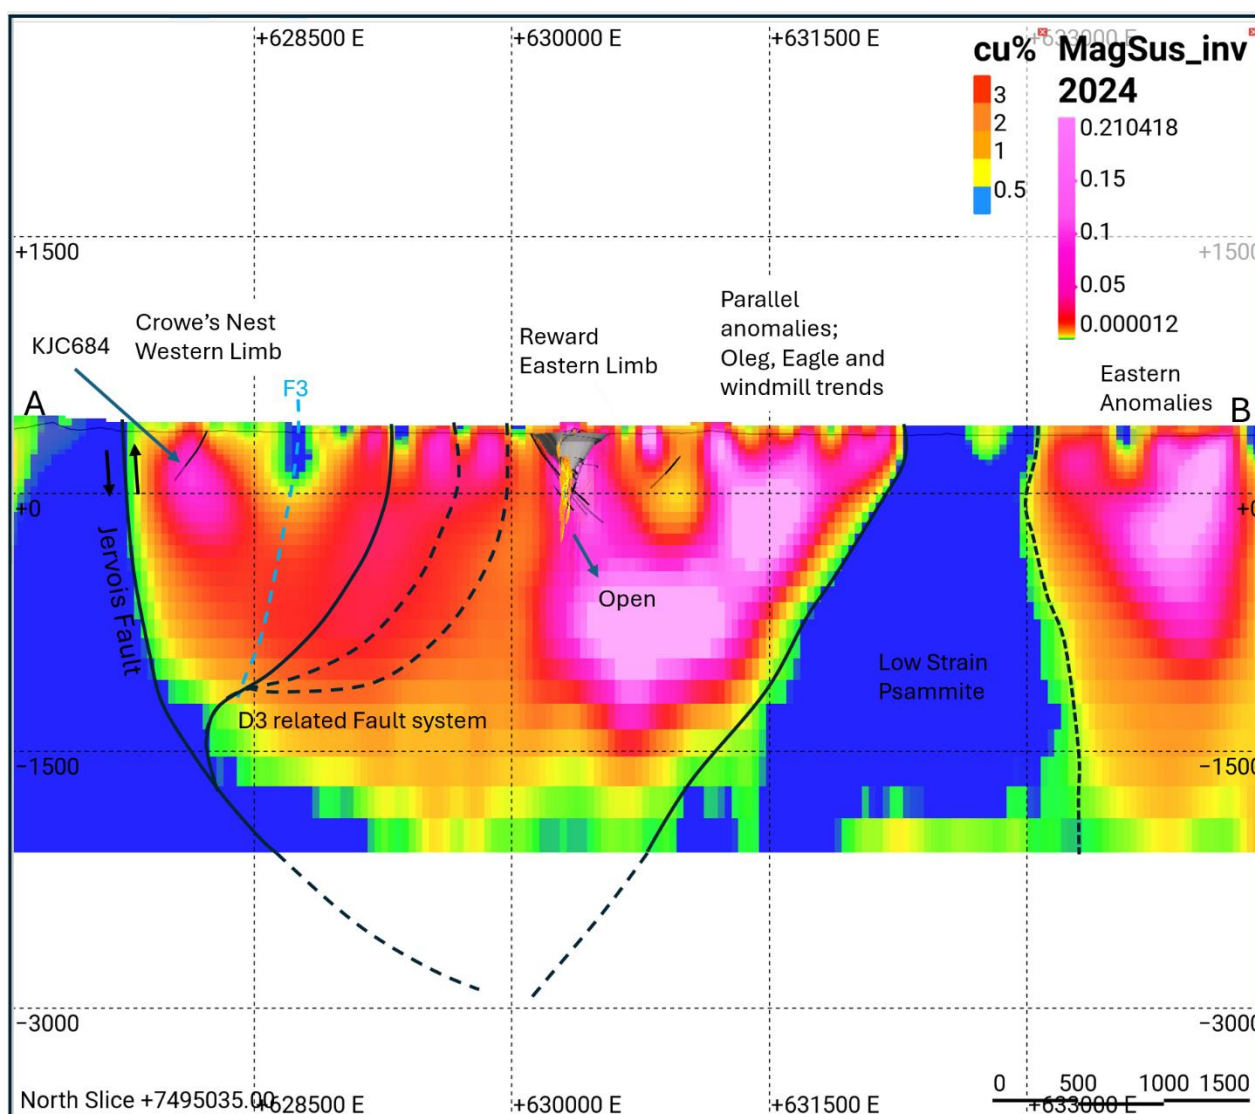 +628500 E
+630000 E
+631500 E
+633000 E
cu%
3
2
1
0.5
MagSus_inv
2024
0.210418
0.15
0.1
0.05
0.000012
+1500
+1500
KJC684
Crowe's Nest
Western Limb
F3
Reward
Eastern Limb
Parallel
anomalies;
Oleg, Eagle and
windmill trends
Eastern
Anomalies
A
B
+0
+0
Jervois Fault
Open
Low Strain
Psammite
D3 related Fault system
−1500
−1500
−3000
−3000
0 500 1000 1500
North Slice +7495035.00
+628500 E
+630000 E
+631500 E
+633000 E